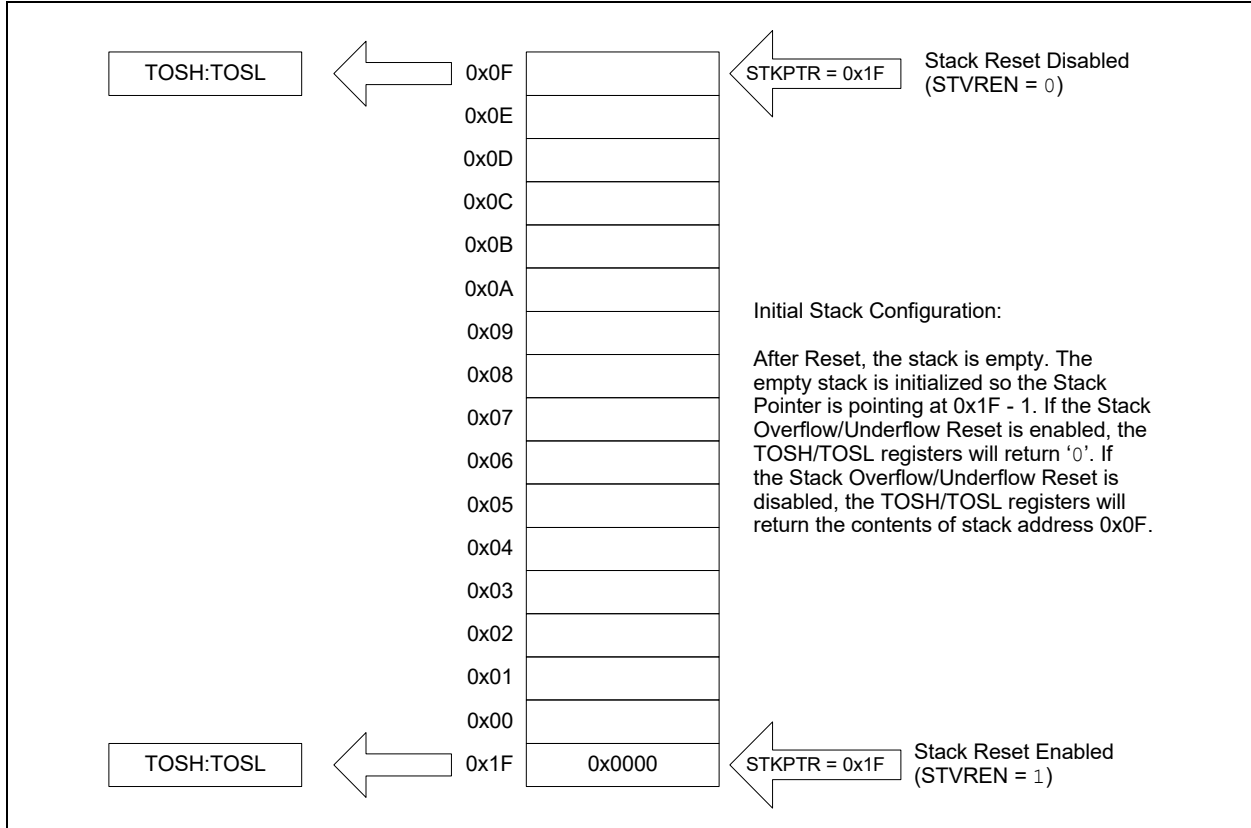 TOSH:TOSL
0x0F
STKPTR = 0x1F
Stack Reset Disabled
(STVREN = 0)
0x0E
0x0D
0x0C
0x0B
0x0A
0x09
0x08
0x07
0x06
0x05
0x04
0x03
0x02
0x01
0x00
Initial Stack Configuration:
After Reset, the stack is empty. The
empty stack is initialized so the Stack
Pointer is pointing at 0x1F - 1. If the Stack
Overflow/Underflow Reset is enabled, the
TOSH/TOSL registers will return ‘0’. If
the Stack Overflow/Underflow Reset is
disabled, the TOSH/TOSL registers will
return the contents of stack address 0x0F.
TOSH:TOSL
0x1F
0x0000
STKPTR = 0x1F
Stack Reset Enabled
(STVREN = 1)